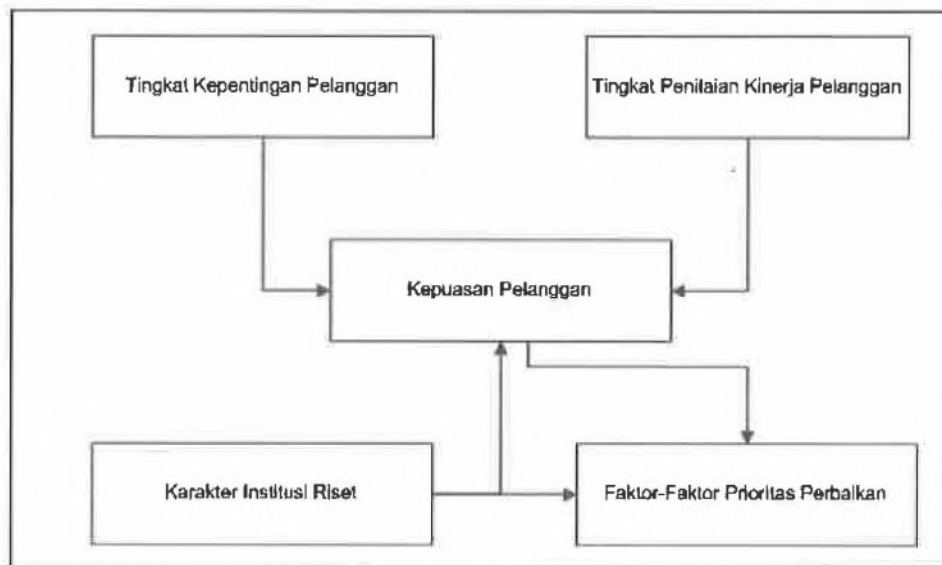 Tingkat Kepentingan Pelanggan
Tingkat Penilaian Kinerja Pelanggan
Kepuasan Pelanggan
Karakter Institusi Riset
Faktor-Faktor Prioritas Perbaikan